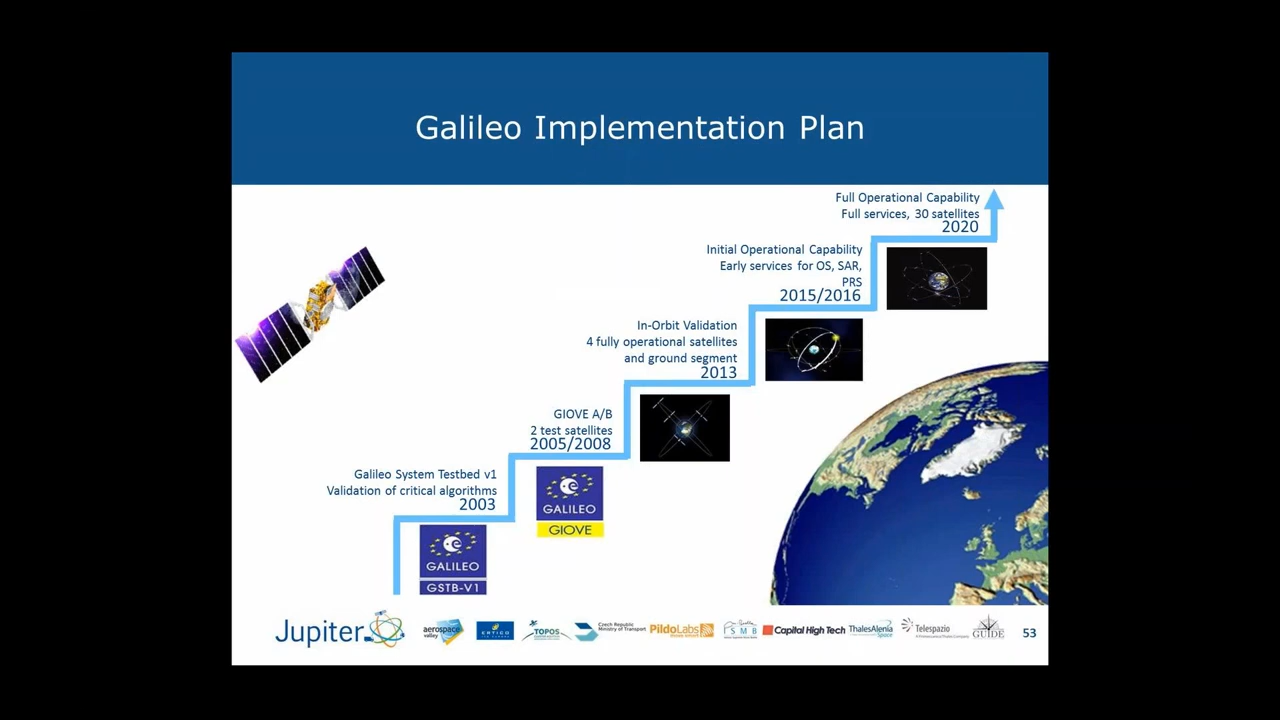 Galileo Implementation Plan
Full Operational Capability
Full services, 30 satellites
2020
Initial Operational Capability
Early services for OS, SAR,
PRS
2015/2016
In-Orbit Validation
4 fully operational satellites
and ground segment
2013
GIOVE A/B
2 test satellites
2005/2008
Galileo System Testbed v1
Validation of critical algorithms
2003
GALILEO
GIOVE
GALILEO
GSTB-V1
Jupiter
aerospace
valley
ERTICO
TOPOS
Czech Republic
Ministry of Transport
PildoLabs
SMB
Capital High Tech
ThalesAlenia
Space
Telespazio
GUIDE
53